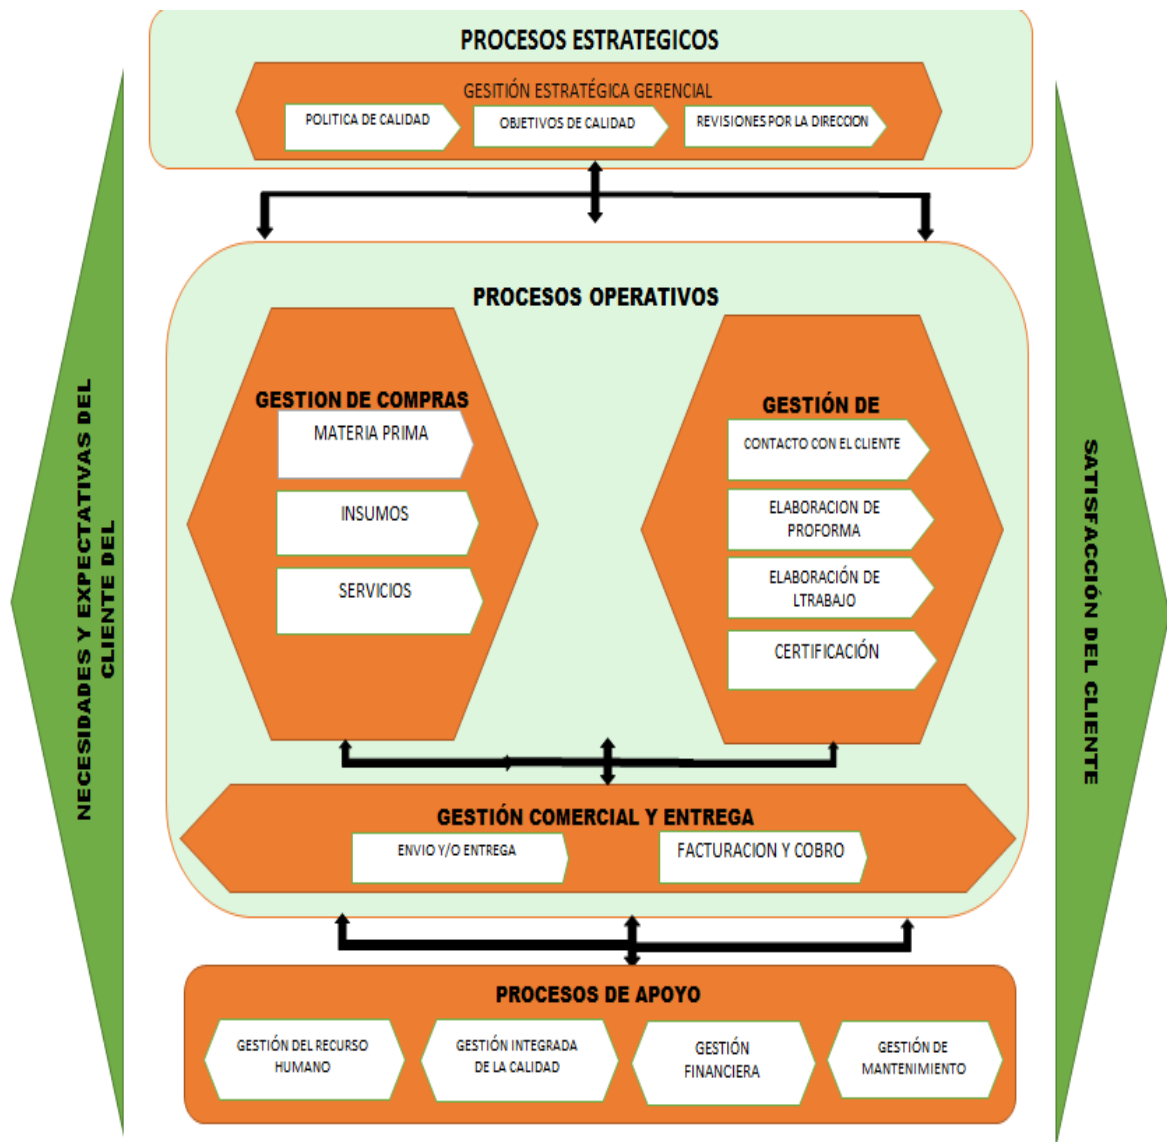 PROCESOS ESTRATEGICOS
GESITIÓN ESTRATÉGICA GERENCIAL
POLITICA DE CALIDAD
OBJETIVOS DE CALIDAD
REVISIONES POR LA DIRECCION
PROCESOS OPERATIVOS
GESTION DE COMPRAS
MATERIA PRIMA
INSUMOS
SERVICIOS
GESTIÓN DE
CONTACTO CON EL CLIENTE
ELABORACION DE
PROFORMA
ELABORACIÓN DE
LTRABAJO
CERTIFICACIÓN
GESTIÓN COMERCIAL Y ENTREGA
ENVIO Y/O ENTREGA
FACTURACION Y COBRO
PROCESOS DE APOYO
GESTIÓN DEL RECURSO
HUMANO
GESTIÓN INTEGRADA
DE LA CALIDAD
GESTIÓN
FINANCIERA
GESTIÓN DE
MANTENIMIENTO
NECESIDADES Y EXPECTATIVAS DEL
CLIENTE DEL
SATISFACCIÓN DEL CLIENTE